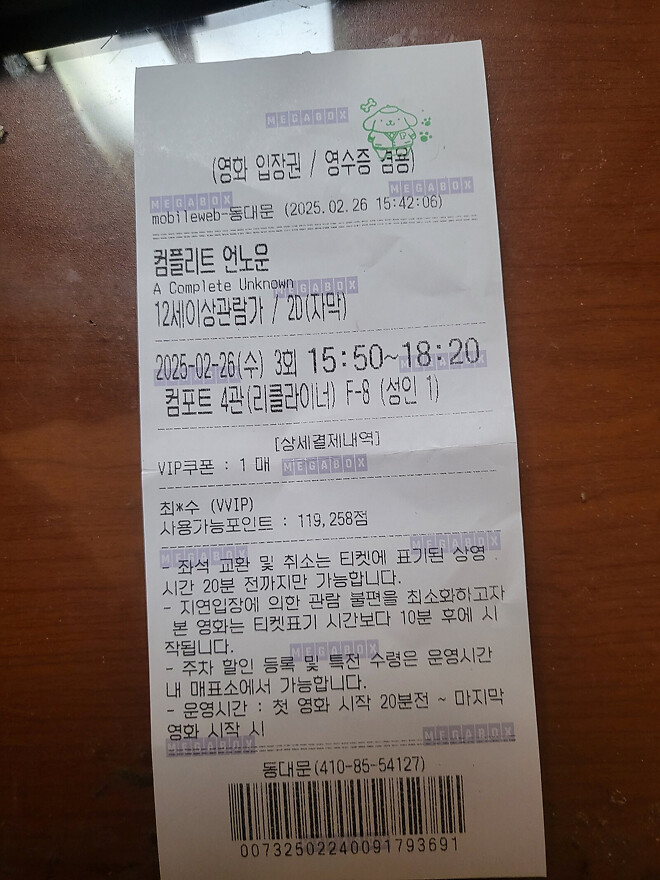 MEGABOX
(영화 입장권 / 영수증 겸용)
MEGABOX MEGABOX
mobileweb-동대문 (2025.02.26 15:42:06)
컴플리트 언노운
A Complete Unknown
MEGABOX
12세이상관람가 / 2D(자막)
2025-02-26(수) 3회 15:50~18:20
MEGABOX MEGABOX
컴포트 4관(리클라이너) F-8 (성인 1)
[상세결제내역]
VIP쿠폰 : 1 매 MEGABOX
최*수 (VVIP)
사용가능포인트 : 119,258점
MEGABOX MEGABOX
- 좌석 교환 및 취소는 티켓에 표기된 상영
시간 20분 전까지만 가능합니다.
- 지연입장에 의한 관람 불편을 최소화하고자
본 영화는 티켓표기 시간보다 10분 후에 시
작됩니다.
MEGABOX
- 주차 할인 등록 및 특전 수령은 운영시간
내 매표소에서 가능합니다.
- 운영시간 : 첫 영화 시작 20분전 ~ 마지막
영화 시작 시
MEGABOX MEGABOX
동대문(410-85-54127)
00732502240091793691